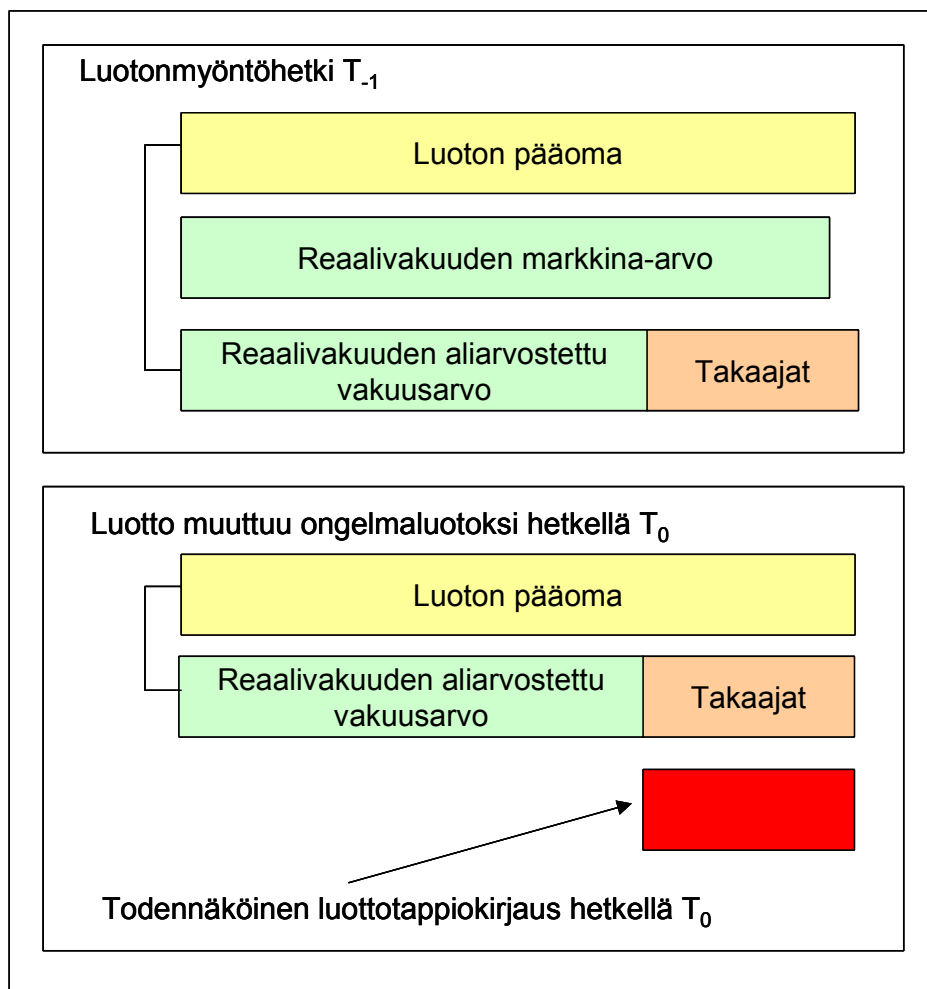 Luotonmyöntöhetki T₋₁
Luoton pääoma
Reaalivakuuden markkina-arvo
Reaalivakuuden aliarvostettu
vakuusarvo
Takaajat
Luotto muuttuu ongelmaluotoksi hetkellä T₀
Luoton pääoma
Reaalivakuuden aliarvostettu
vakuusarvo
Takaajat
Todennäköinen luottotappiokirjaus hetkellä T₀